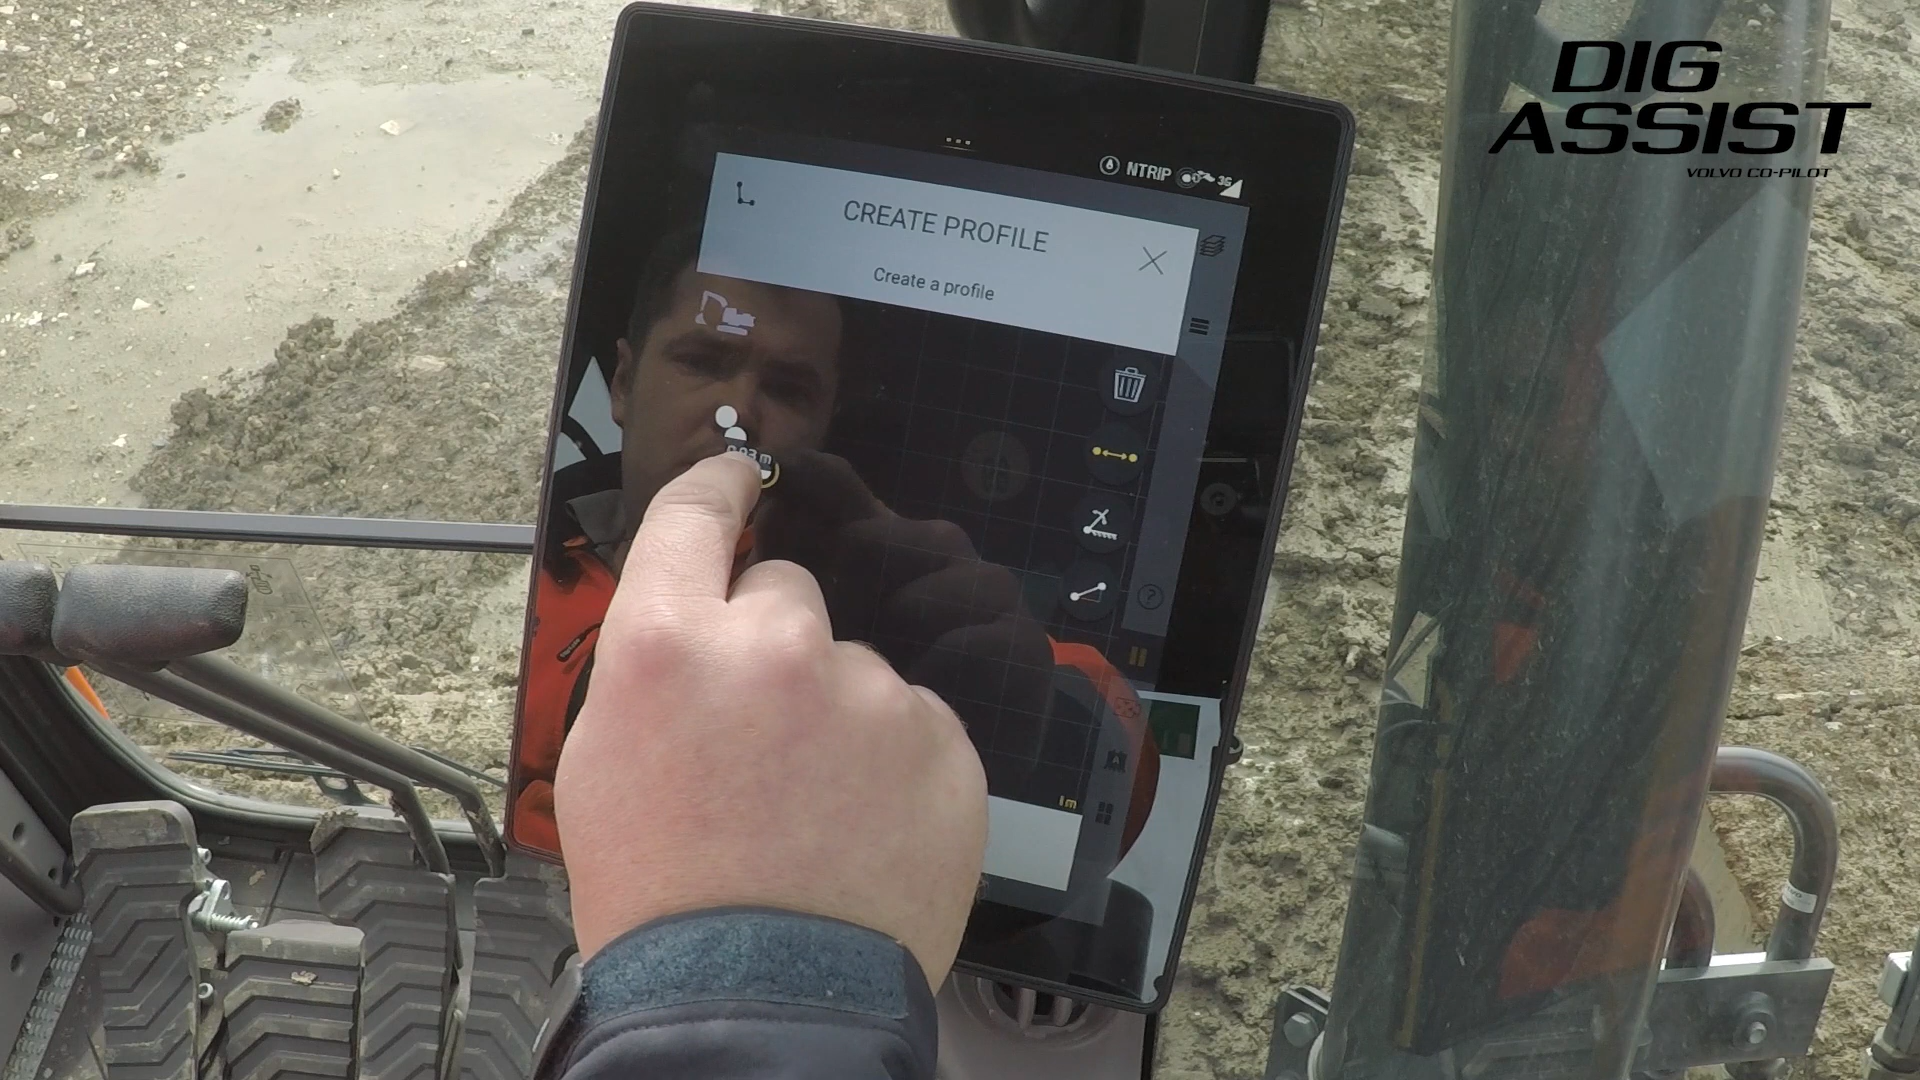 DIG
ASSIST
VOLVO CO-PILOT
NTRIP
3G
CREATE PROFILE
Create a profile
1m